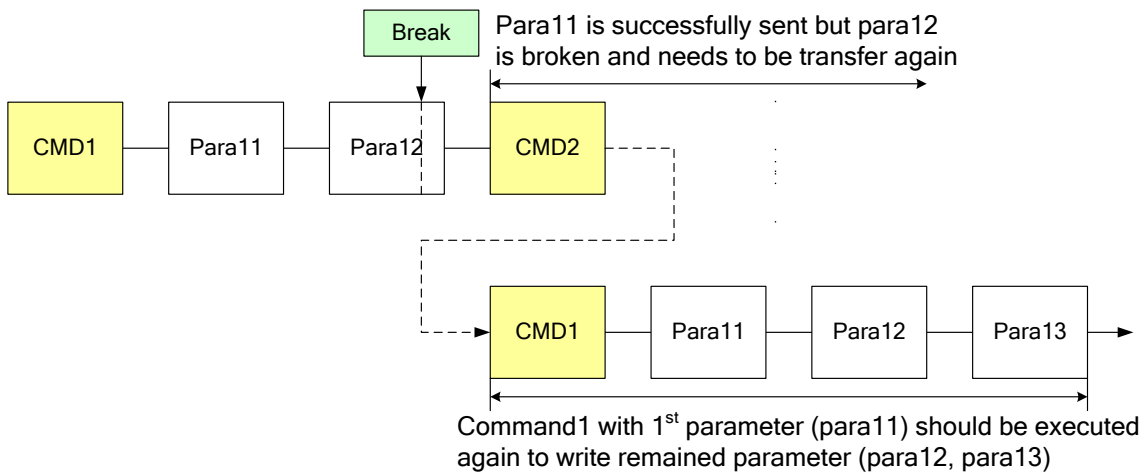 Break
Para11 is successfully sent but para12
is broken and needs to be transfer again
CMD1
Para11
Para12
CMD2
CMD1
Para11
Para12
Para13
Command1 with 1st parameter (para11) should be executed
again to write remained parameter (para12, para13)